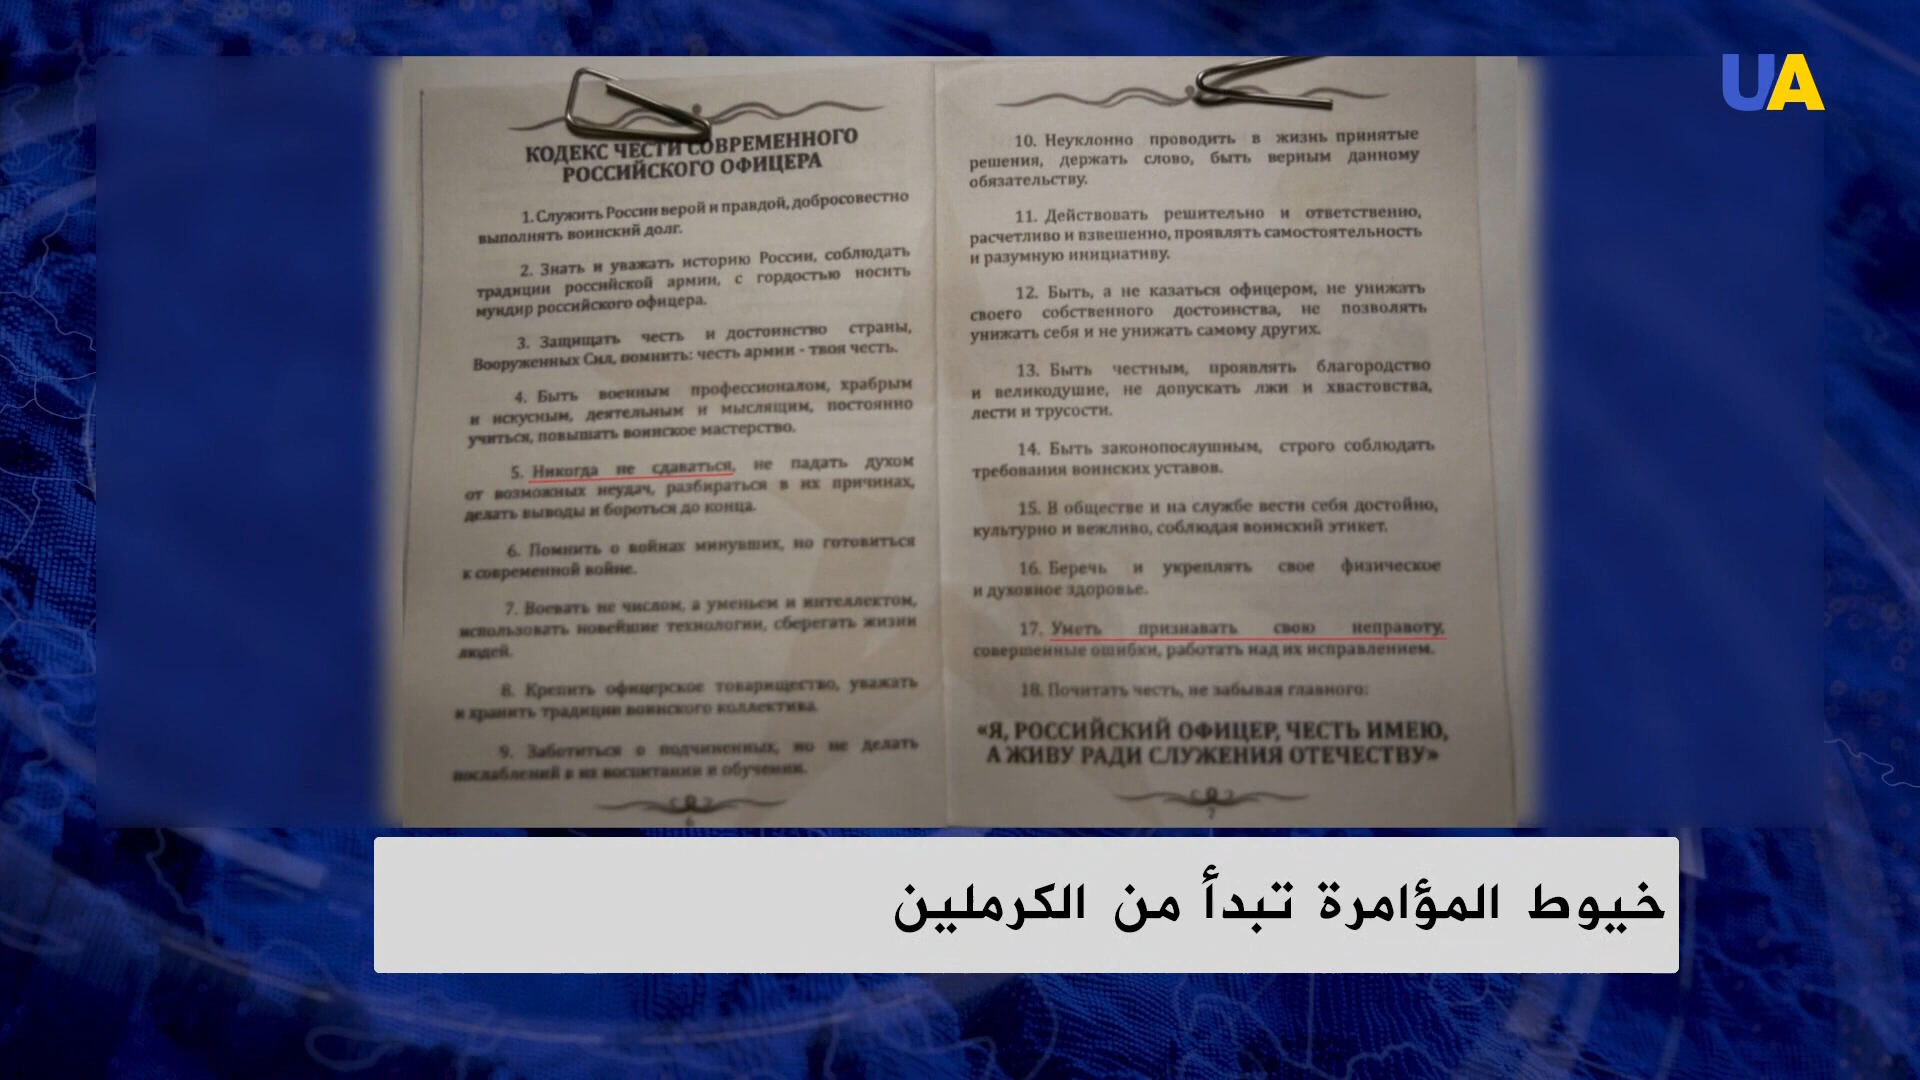 UA
КОДЕКС ЧЕСТИ СОВРЕМЕННОГО
РОССИЙСКОГО ОФИЦЕРА
1. Служить России верой и правдой, добросовестно
выполнять воинский долг.
2. Знать и уважать историю России, соблюдать
традиции российской армии, с гордостью носить
мундир российского офицера.
3. Защищать честь и достоинство страны,
Вооруженных Сил, помнить: честь армии - твоя честь.
4. Быть военным профессионалом, храбрым
и искусным, деятельным и мыслящим, постоянно
учиться, повышать воинское мастерство.
5. Никогда не сдаваться, не падать духом
от возможных неудач, разбираться в их причинах,
делать выводы и бороться до конца.
6. Помнить о войнах минувших, но готовиться
к современной войне.
7. Воевать не числом, а уменьем и интеллектом,
использовать новейшие технологии, сберегать жизни
людей.
8. Крепить офицерское товарищество, уважать
и хранить традиции воинского коллектива.
9. Заботиться о подчиненных, но не делать
послаблений в их воспитании и обучении.
6
10. Неуклонно проводить в жизнь принятые
решения, держать слово, быть верным данному
обязательству.
11. Действовать решительно и ответственно,
расчетливо и взвешенно, проявлять самостоятельность
и разумную инициативу.
12. Быть, а не казаться офицером, не унижать
своего собственного достоинства, не позволять
унижать себя и не унижать самому других.
13. Быть честным, проявлять благородство
и великодушие, не допускать лжи и хвастовства,
лести и трусости.
14. Быть законопослушным, строго соблюдать
требования воинских уставов.
15. В обществе и на службе вести себя достойно,
культурно и вежливо, соблюдая воинский этикет.
16. Беречь и укреплять свое физическое
и духовное здоровье.
17. Уметь признавать свою неправоту,
совершенные ошибки, работать над их исправлением.
18. Почитать честь, не забывая главного:
«Я, РОССИЙСКИЙ ОФИЦЕР, ЧЕСТЬ ИМЕЮ,
А ЖИВУ РАДИ СЛУЖЕНИЯ ОТЕЧЕСТВУ»
7
خيوط المؤامرة تبدأ من الكرملين